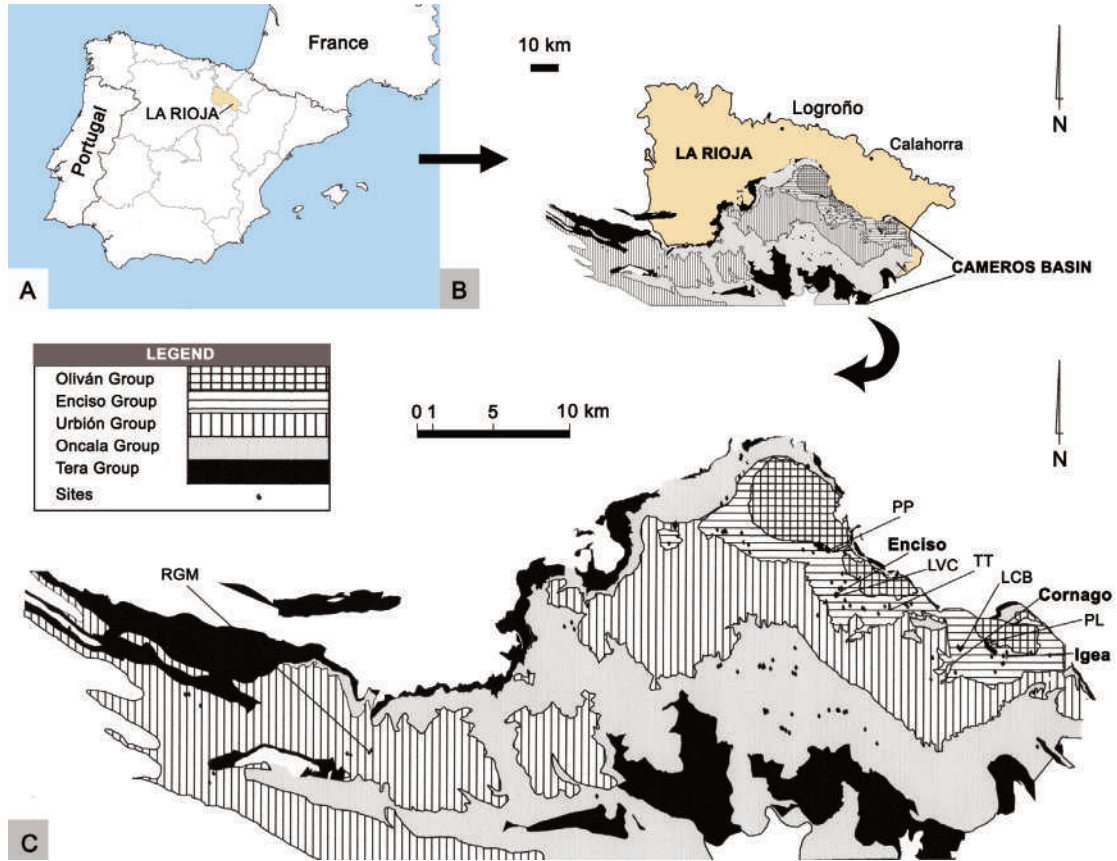 France
Portugal
LA RIOJA
A
10 km
N
Logroño
Calahorra
LA RIOJA
CAMEROS BASIN
B
LEGEND
Oliván Group
Enciso Group
Urbión Group
Oncala Group
Tera Group
Sites
0 1 5 10 km
N
PP
Enciso
LVC
TT
LCB
Cornago
PL
Igea
RGM
C